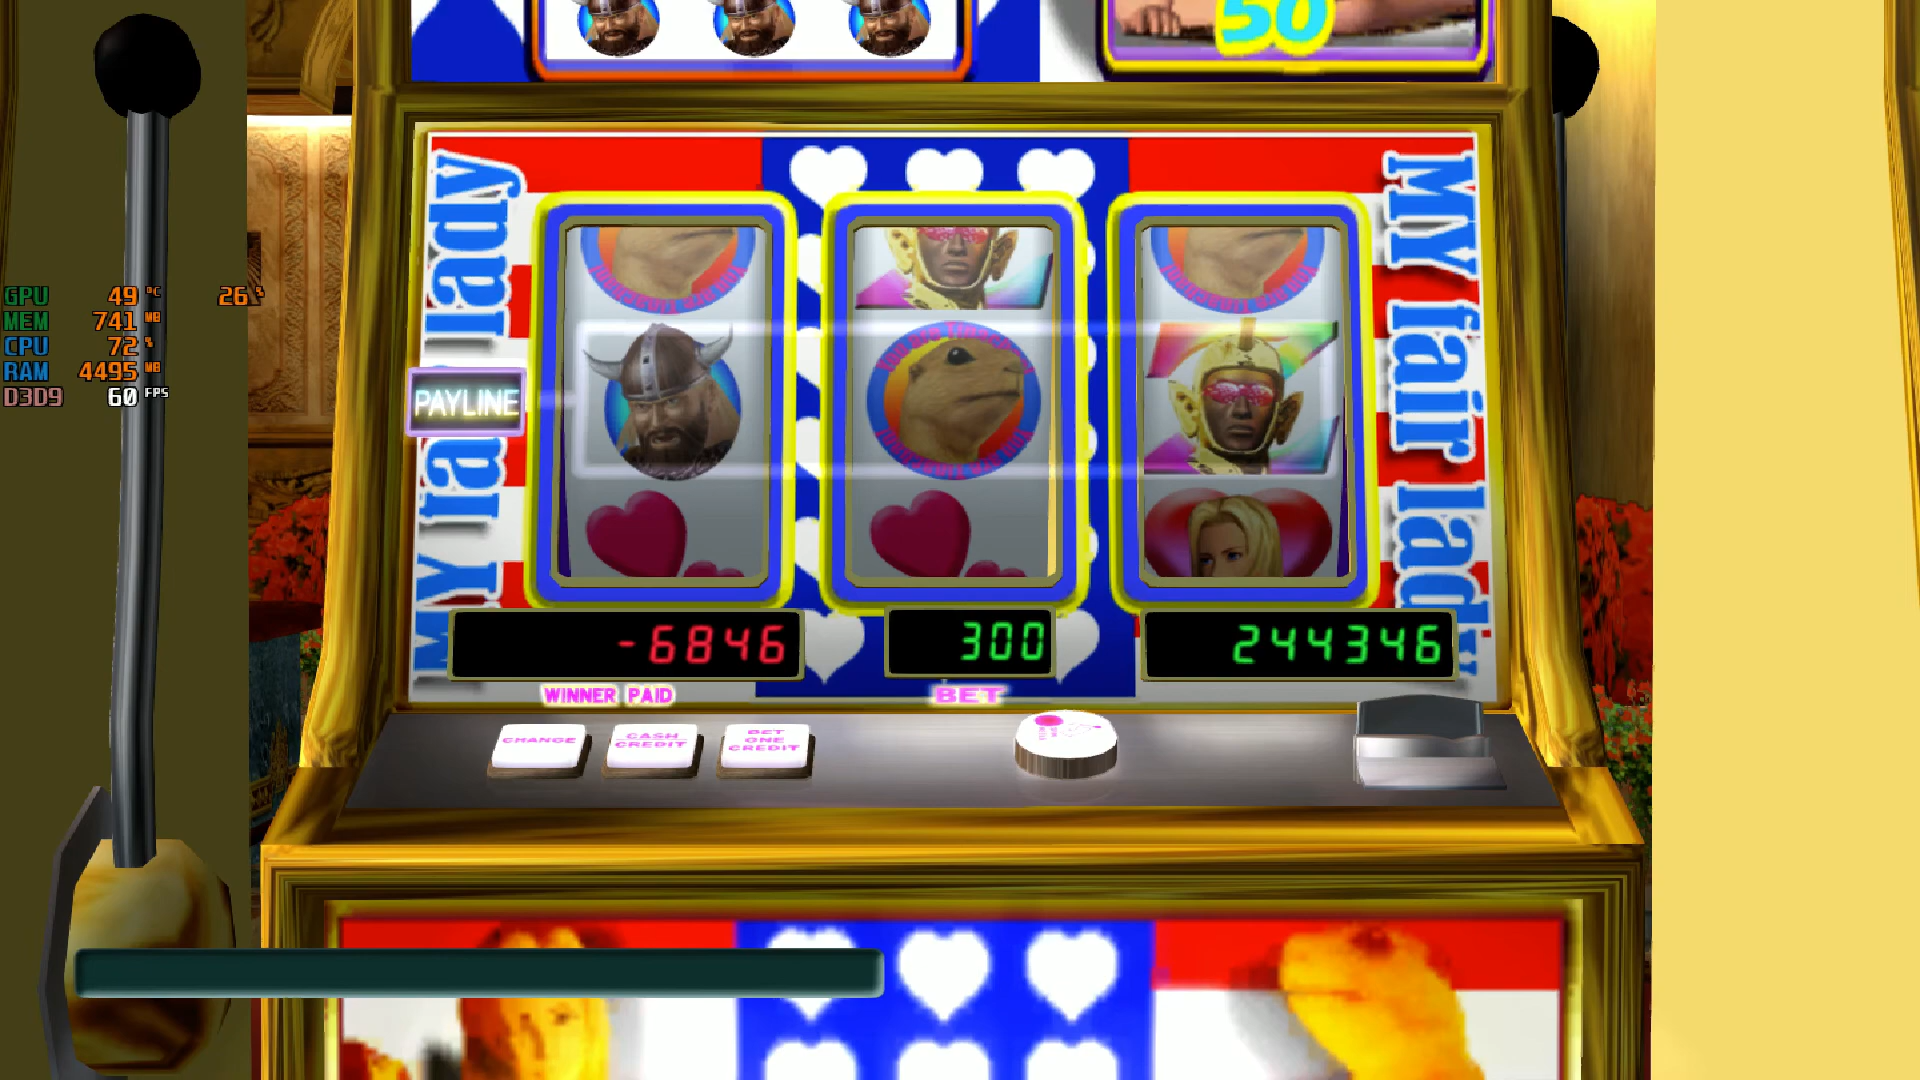 50
MY fair lady
MY fair lady
GPU 49 °C 26 %
MEM 741 MB
CPU 72 %
RAM 4495 MB
D3D9 60 FPS
PAYLINE
-6846
300
244346
WINNER PAID
BET
CHANGE
CASH
CREDIT
BET
ONE
CREDIT